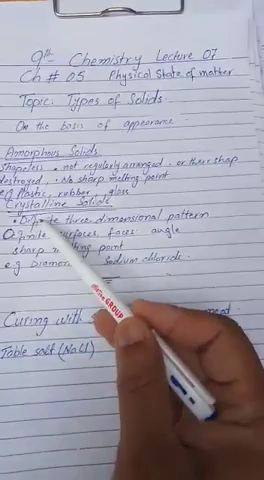 9th Chemistry Lecture 07
Ch # 05 Physical State of matter
Topic: Types of Solids.
On the basis of appearance
Amorphous Solids
Shapeless • not regularly arranged • or there shap
destroyed, • No sharp melting point
e.g Plastic, rubber, glass
Crystalline Solids
• Definite three dimensional pattern
surfaces, faces angle
sharp melting point
e.g Sodium chloride.
Curing with
Table salt (NaCl)
GROUP